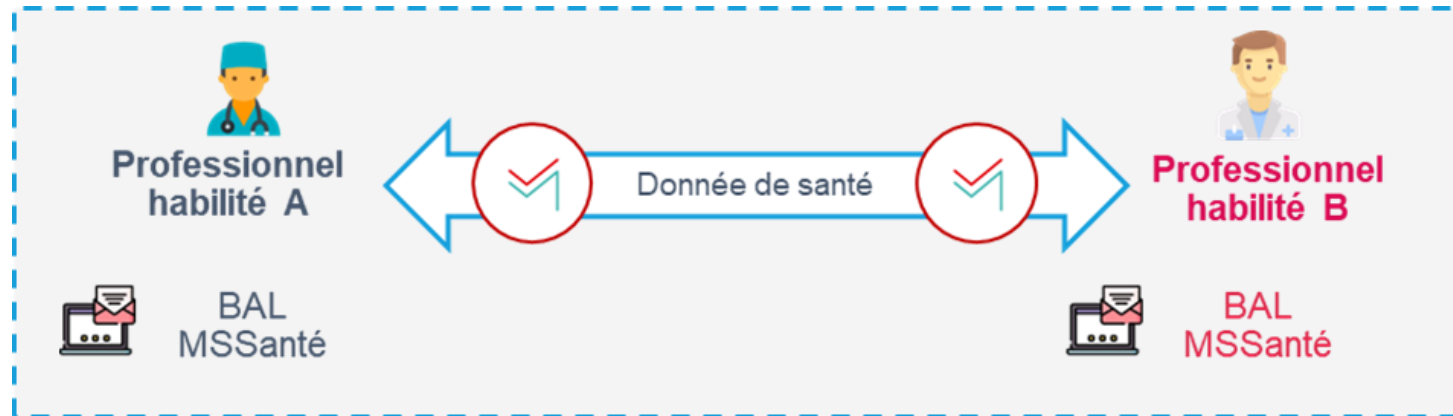 Professionnel
habilité A
Donnée de santé
Professionnel
habilité B
BAL
MSSanté
BAL
MSSanté